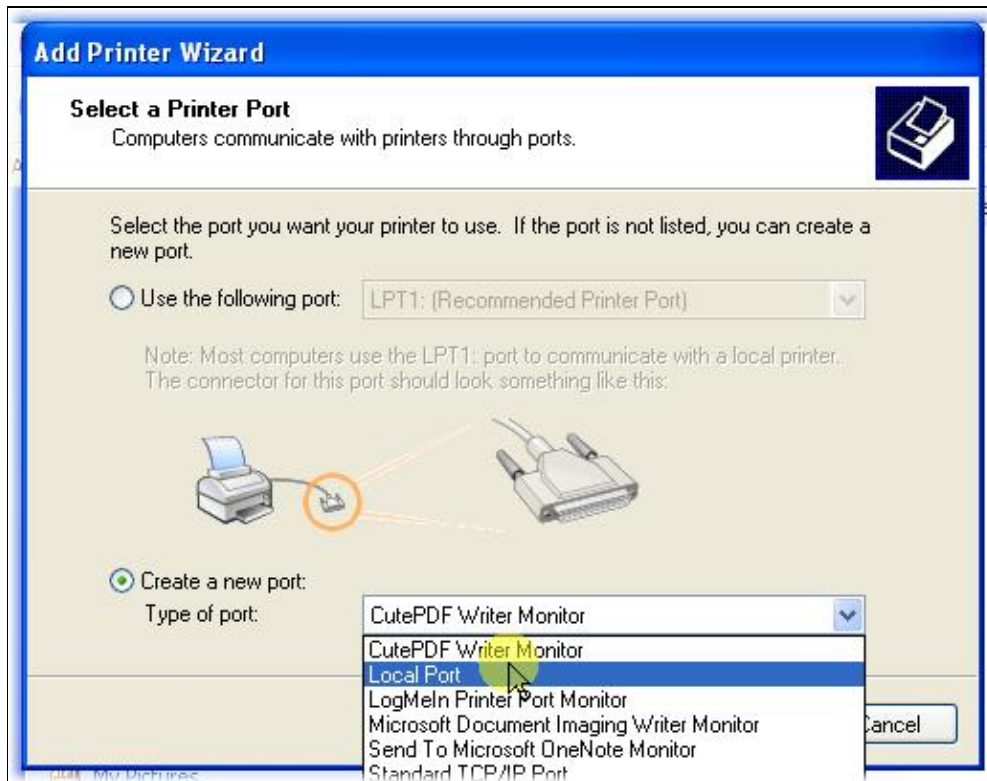 Add Printer Wizard
Select a Printer Port
Computers communicate with printers through ports.
Select the port you want your printer to use.  If the port is not listed, you can create a
new port.
Use the following port: LPT1: (Recommended Printer Port)
Note: Most computers use the LPT1: port to communicate with a local printer.
The connector for this port should look something like this:
Create a new port:
Type of port: CutePDF Writer Monitor
CutePDF Writer Monitor
Local Port
LogMeIn Printer Port Monitor
Microsoft Document Imaging Writer Monitor
Cancel
Send To Microsoft OneNote Monitor
Standard TCP/IP Port
My Pictures